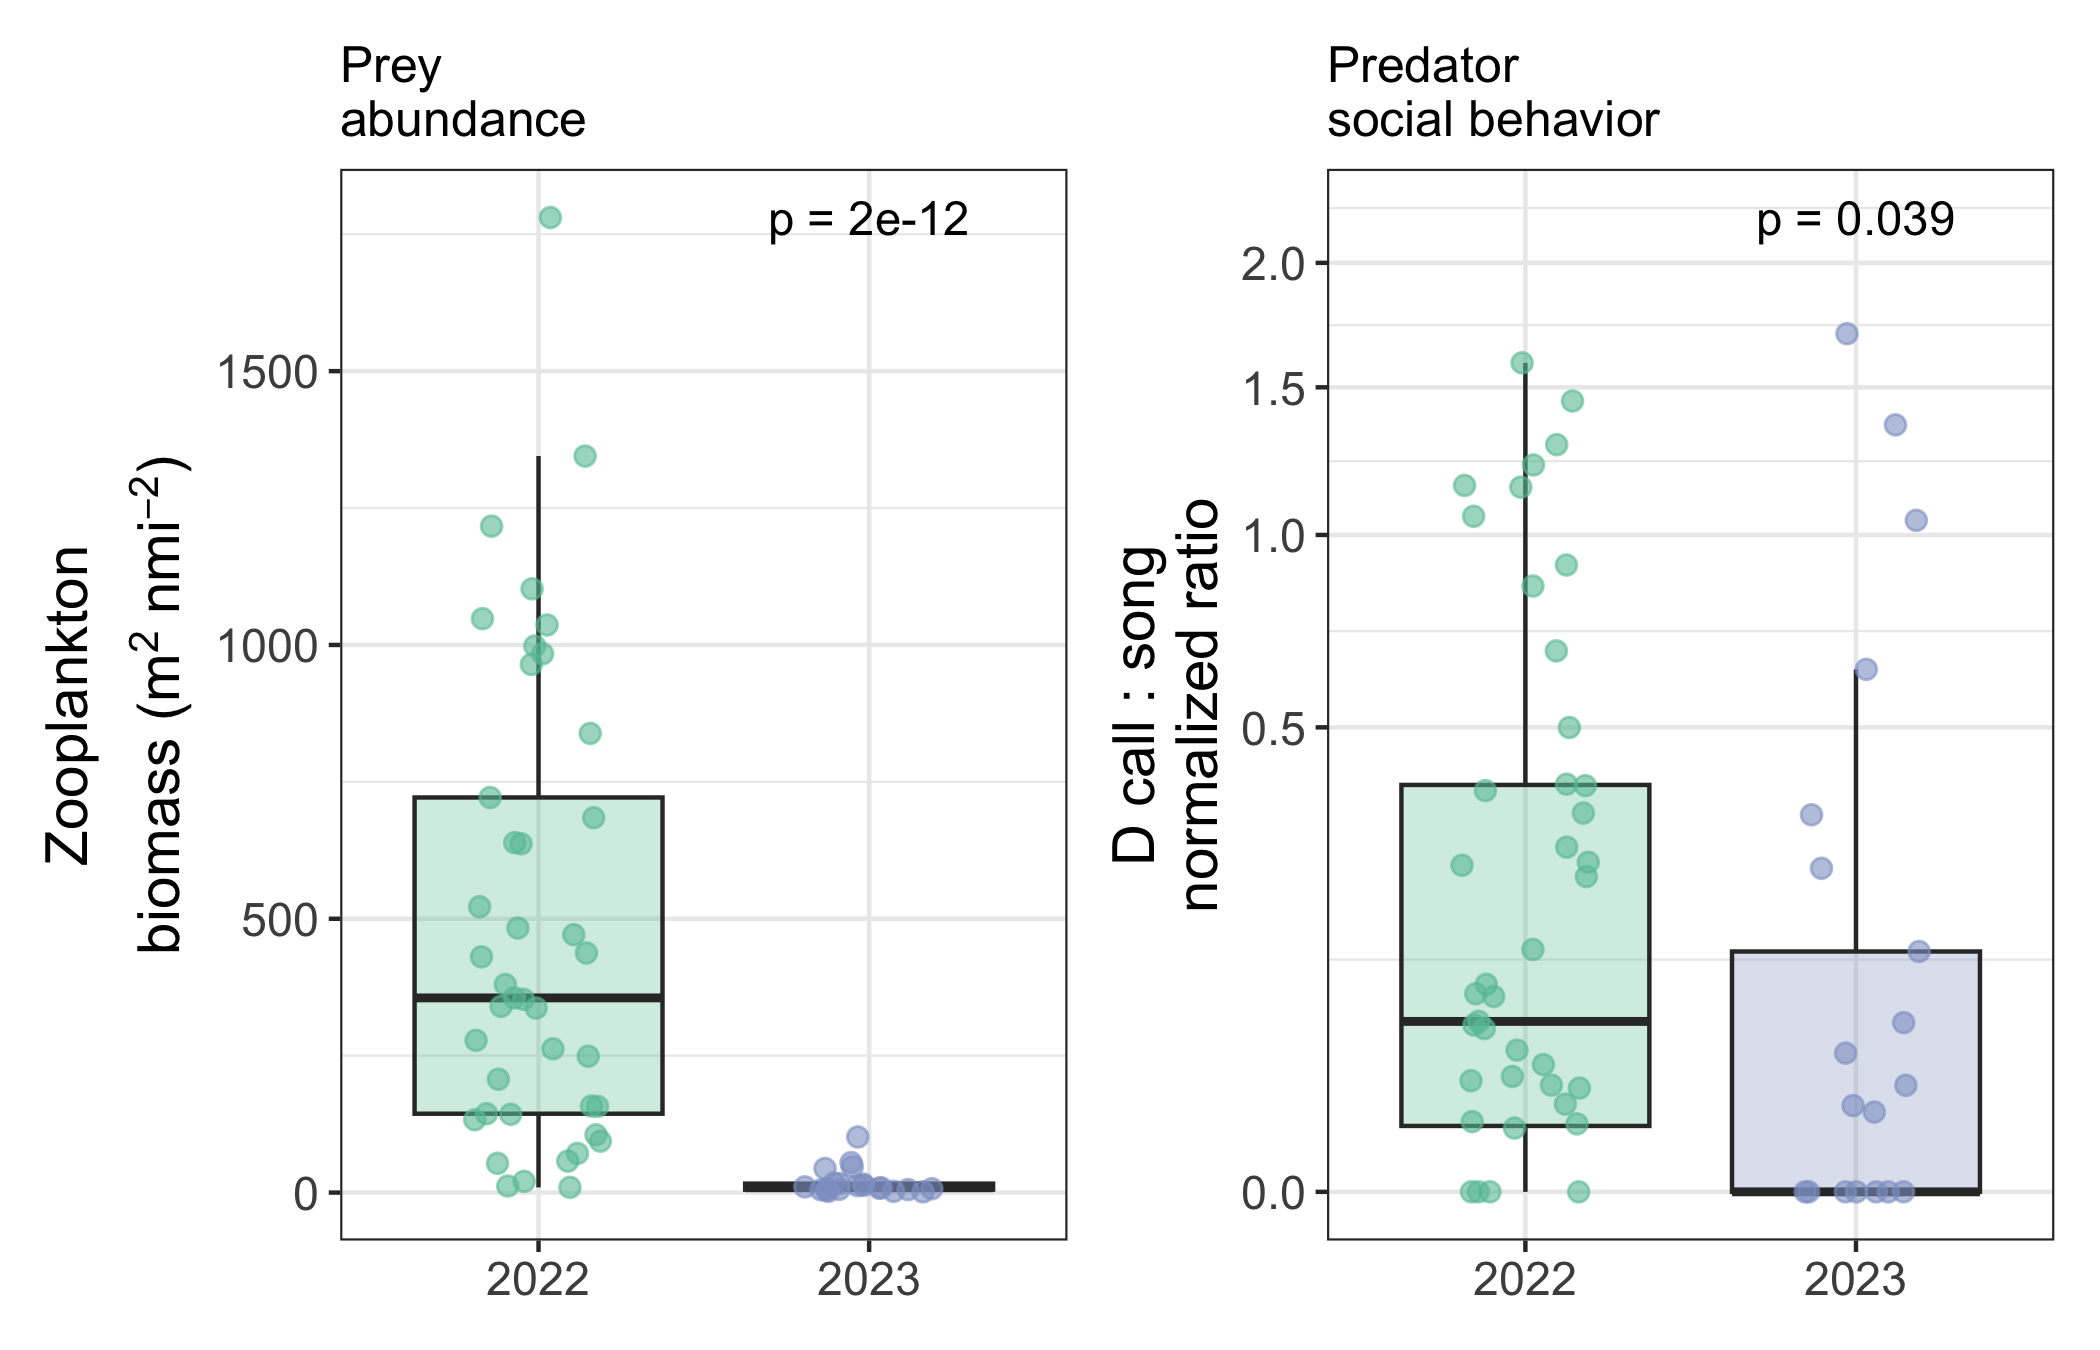 Prey
abundance
Zooplankton
biomass (m² nmi⁻²)
p = 2e-12
1500
1000
500
0
2022
2023
Predator
social behavior
D call : song
normalized ratio
p = 0.039
2.0
1.5
1.0
0.5
0.0
2022
2023